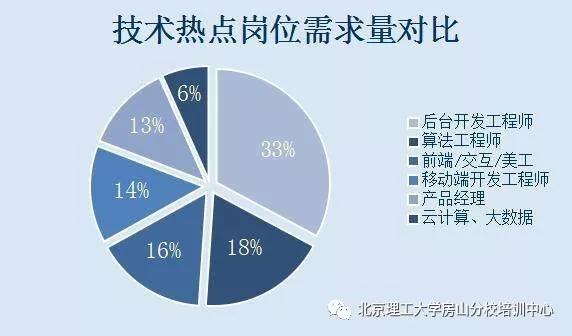 技术热点岗位需求量对比
6%
33%
13%
14%
16%
18%
后台开发工程师
算法工程师
前端/交互/美工
移动端开发工程师
产品经理
云计算、大数据
北京理工大学房山分校培训中心